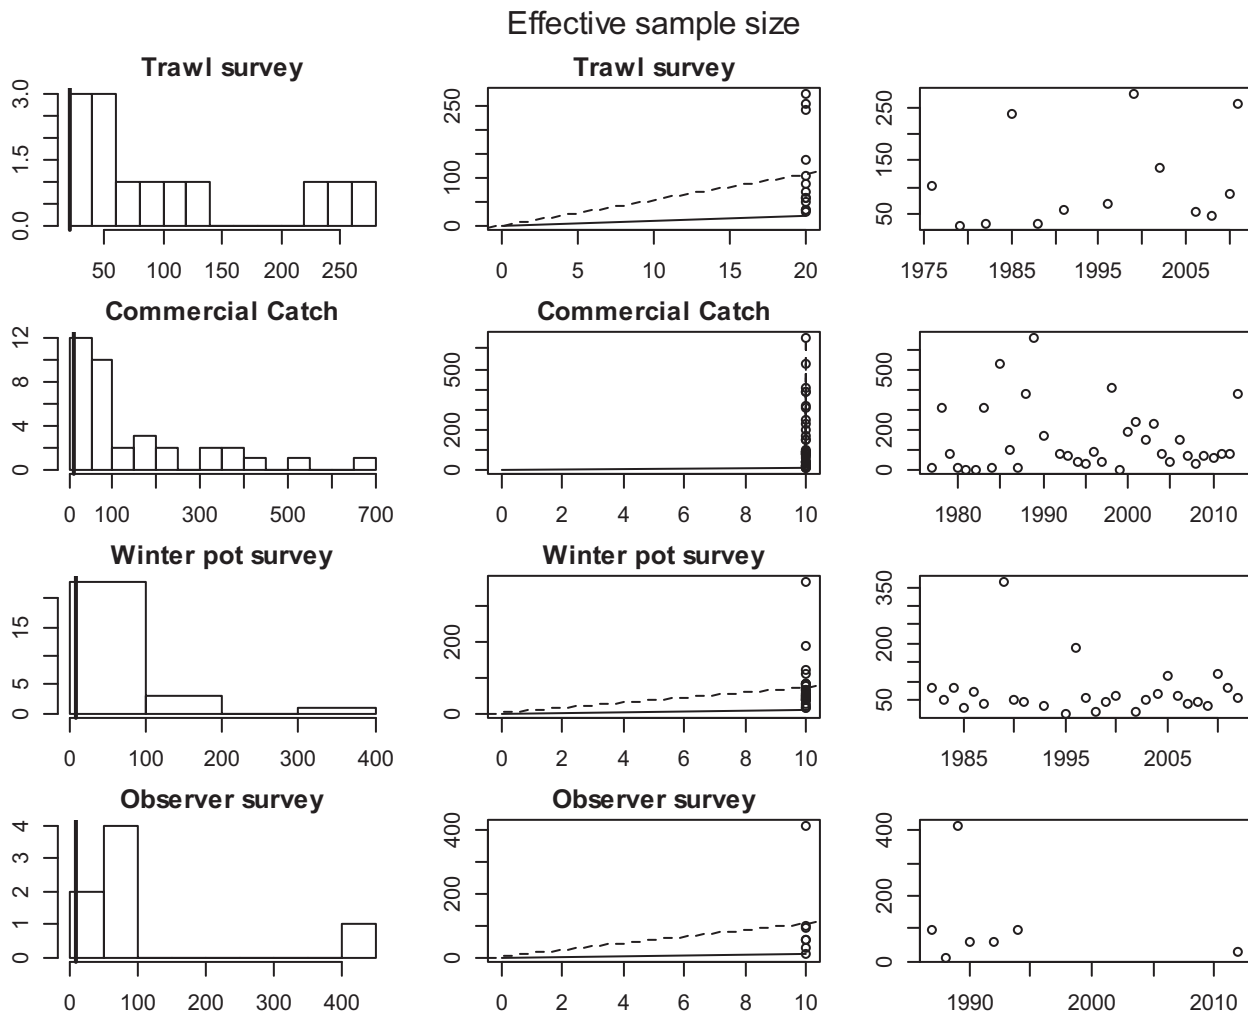 Effective sample size
Trawl survey
Trawl survey
3.0
1.5
0.0
50 100 150 200 250
250
100
0
0 5 10 15 20
250
150
50
1975 1985 1995 2005
Commercial Catch
Commercial Catch
12
8
4
0
0 100 300 500 700
500
200
0
0 2 4 6 8 10
500
200
0
1980 1990 2000 2010
Winter pot survey
Winter pot survey
15
5
0
0 100 200 300 400
200
0
0 2 4 6 8 10
350
200
50
1985 1995 2005
Observer survey
Observer survey
4
3
2
1
0
0 100 200 300 400
400
200
0
0 2 4 6 8 10
400
200
0
1990 2000 2010